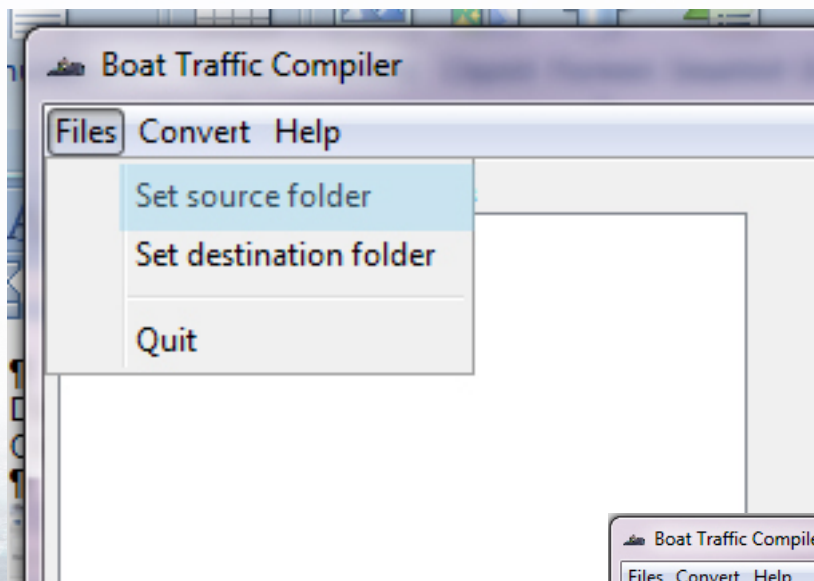 Boat Traffic Compiler
Files Convert Help
Set source folder
Set destination folder
Quit
Boat Traffic Compile
Files Convert Help